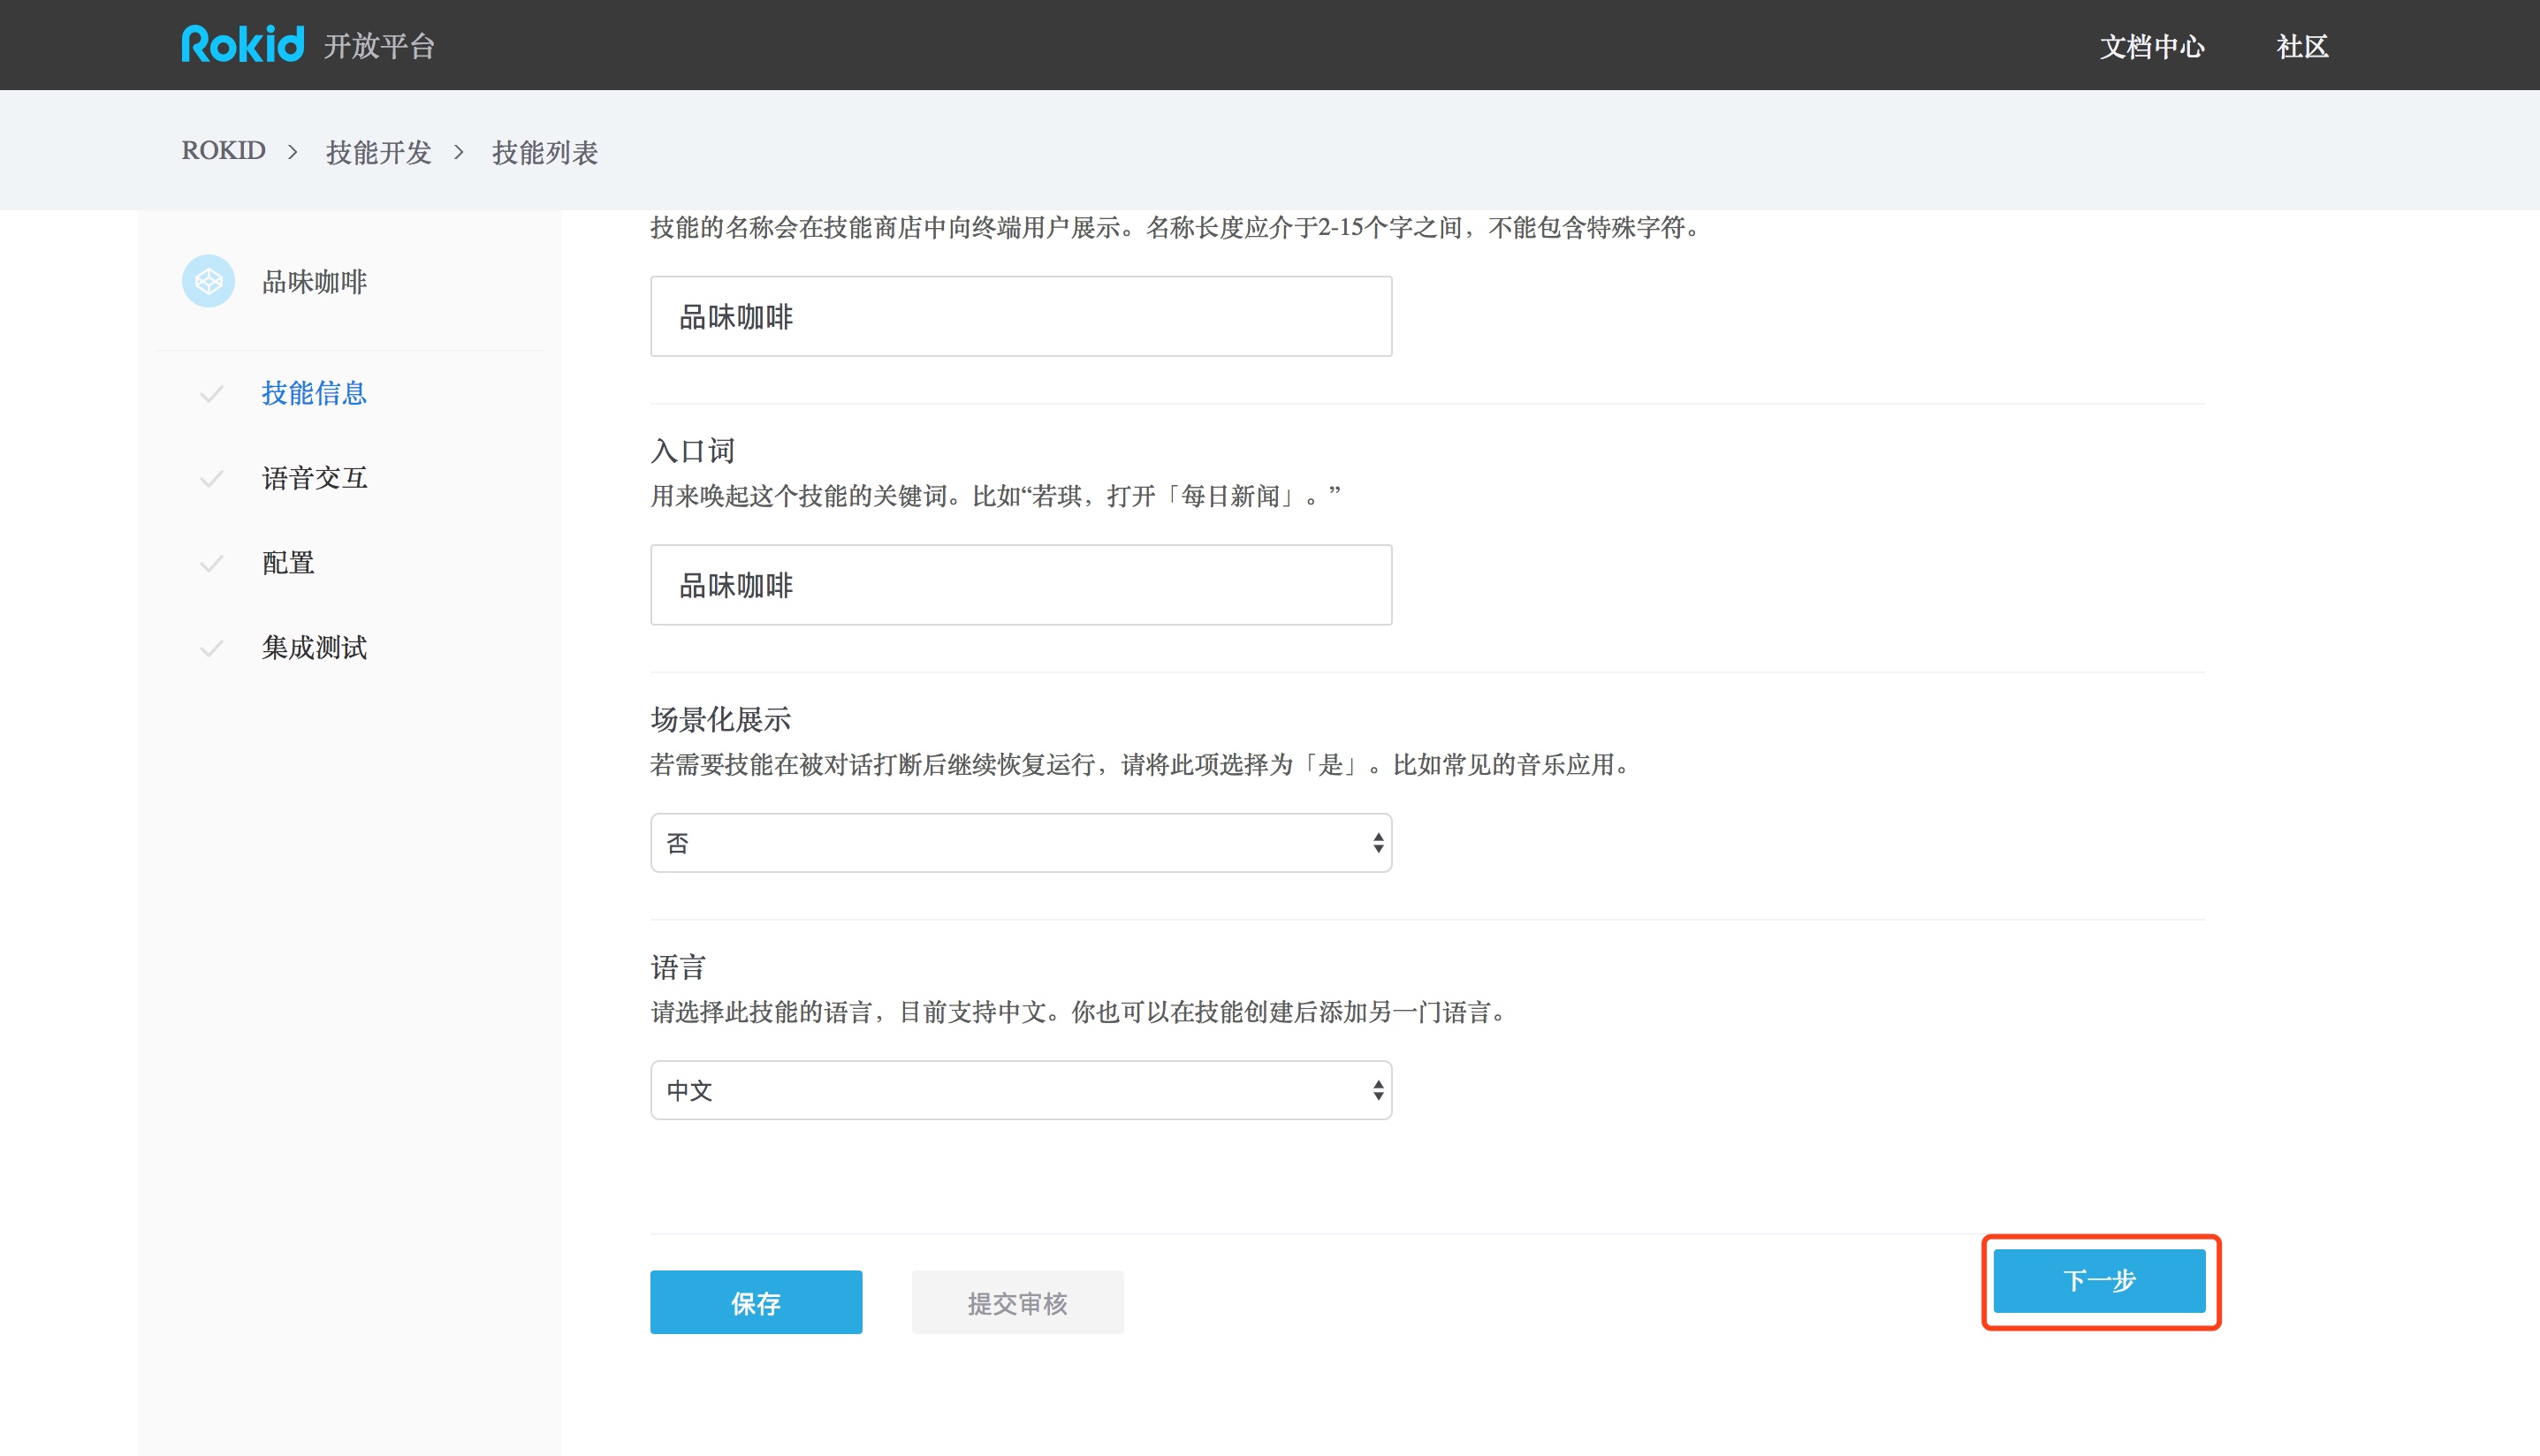 Rokid 开放平台
文档中心 社区
ROKID > 技能开发 > 技能列表
品味咖啡
技能信息
语音交互
配置
集成测试
技能的名称会在技能商店中向终端用户展示。名称长度应介于2-15个字之间，不能包含特殊字符。
品味咖啡
入口词
用来唤起这个技能的关键词。比如“若琪，打开「每日新闻」。”
品味咖啡
场景化展示
若需要技能在被对话打断后继续恢复运行，请将此项选择为「是」。比如常见的音乐应用。
否
语言
请选择此技能的语言，目前支持中文。你也可以在技能创建后添加另一门语言。
中文
保存 提交审核 下一步